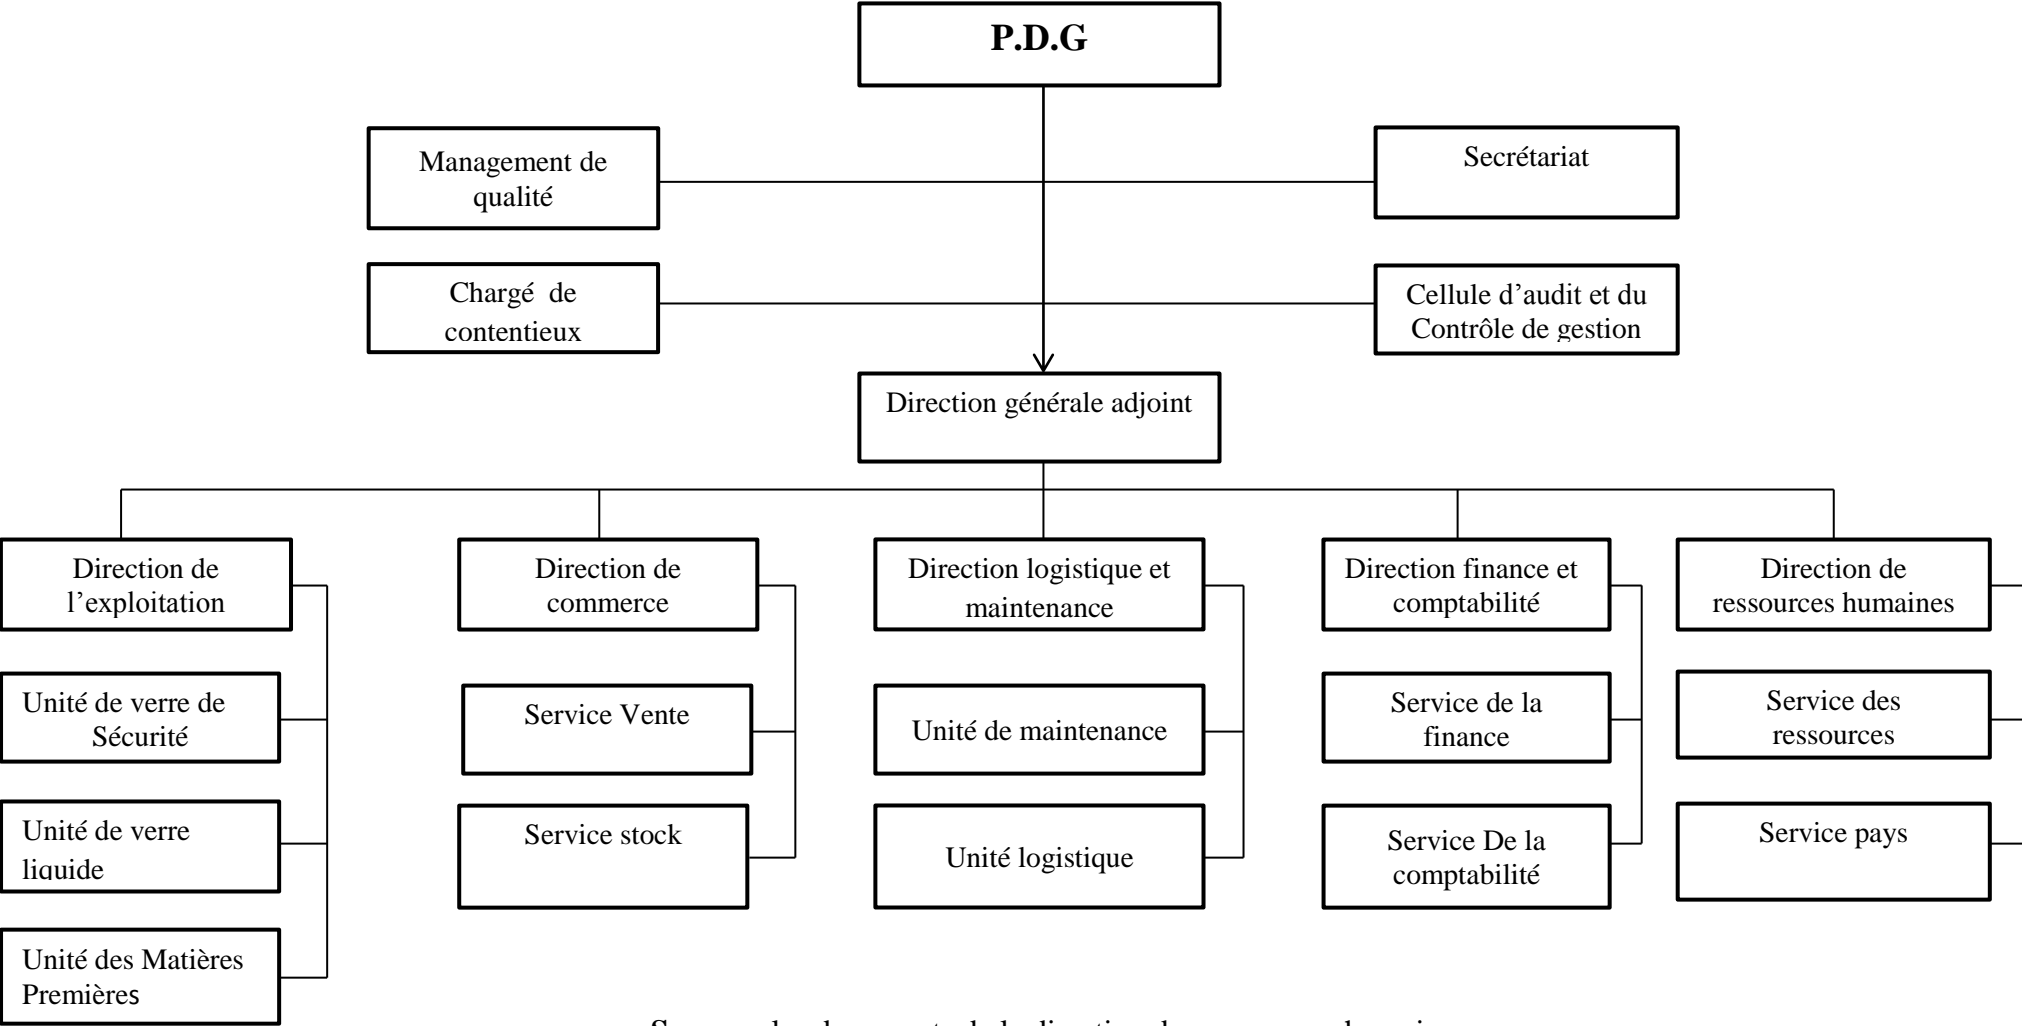 P.D.G
Management de
qualité
Secrétariat
Chargé de
contentieux
Cellule d’audit et du
Contrôle de gestion
Direction générale adjoint
Direction de
l’exploitation
Direction de
commerce
Direction logistique et
maintenance
Direction finance et
comptabilité
Direction de
ressources humaines
Unité de verre de
Sécurité
Service Vente
Unité de maintenance
Service de la
finance
Service des
ressources
Unité de verre
liquide
Service stock
Unité logistique
Service De la
comptabilité
Service pays
Unité des Matières
Premières